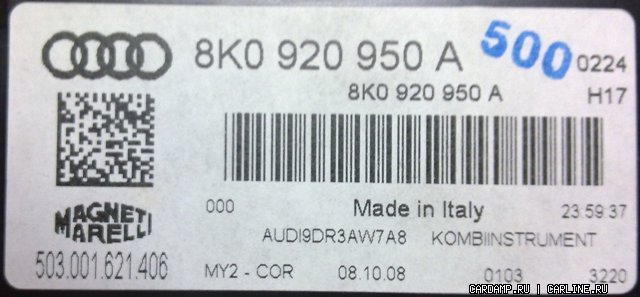 8K0 920 950 A 500 0224
8K0 920 950 A H17
000 Made in Italy 23:59:37
MAGNETI
MARELLI
AUDI9DR3AW7A8 KOMBIINSTRUMENT
503.001.621.406 MY2 - COR 08.10.08 0103 3220
CARDAMP.RU | CARLINE.RU